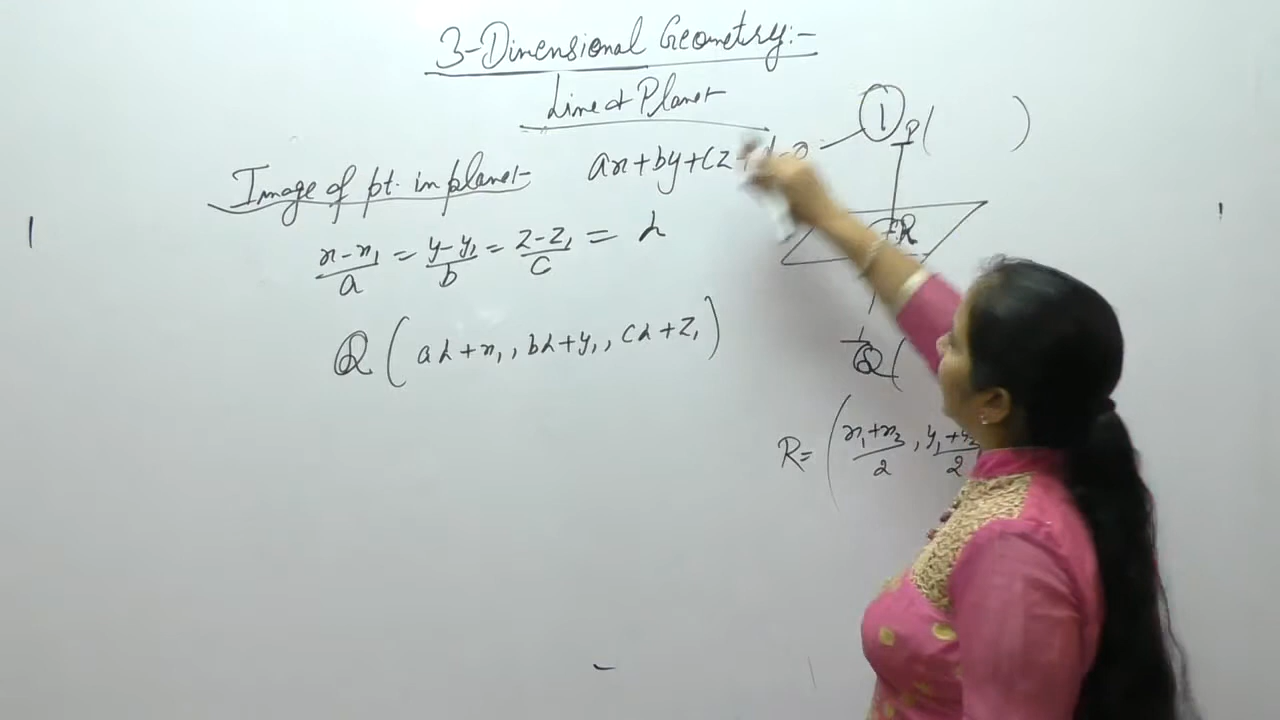 3-Dimensional Geometry:-
Line & Plane:-
Image of pt. in plane:-
ax+by+cz+d=0 — 1
P( )
(x-x₁)/a = (y-y₁)/b = (z-z₁)/c = λ
R
Q ( aλ+x₁, bλ+y₁, cλ+z₁ )
Q (
R= ( (x₁+x₂)/2 , (y₁+y₂)/2